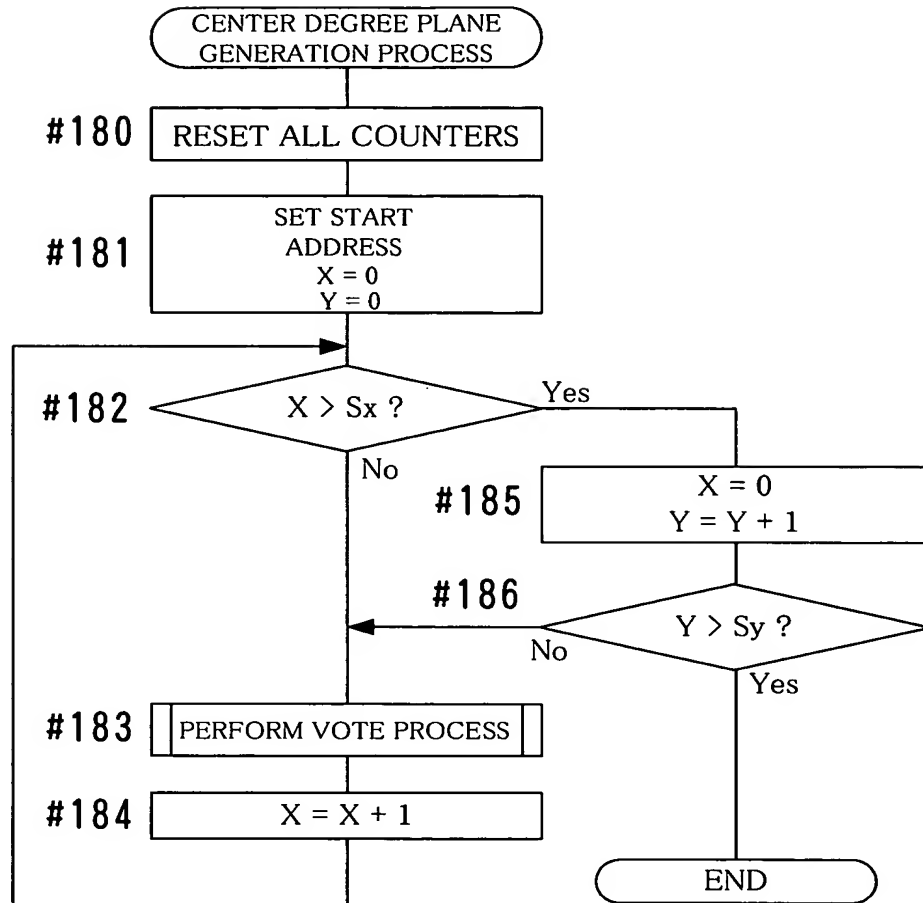 CENTER DEGREE PLANE
GENERATION PROCESS
#180
RESET ALL COUNTERS
#181
SET START
ADDRESS
X = 0
Y = 0
#182
X > Sx ?
Yes
No
#185
X = 0
Y = Y + 1
#186
Y > Sy ?
No
Yes
#183
PERFORM VOTE PROCESS
#184
X = X + 1
END